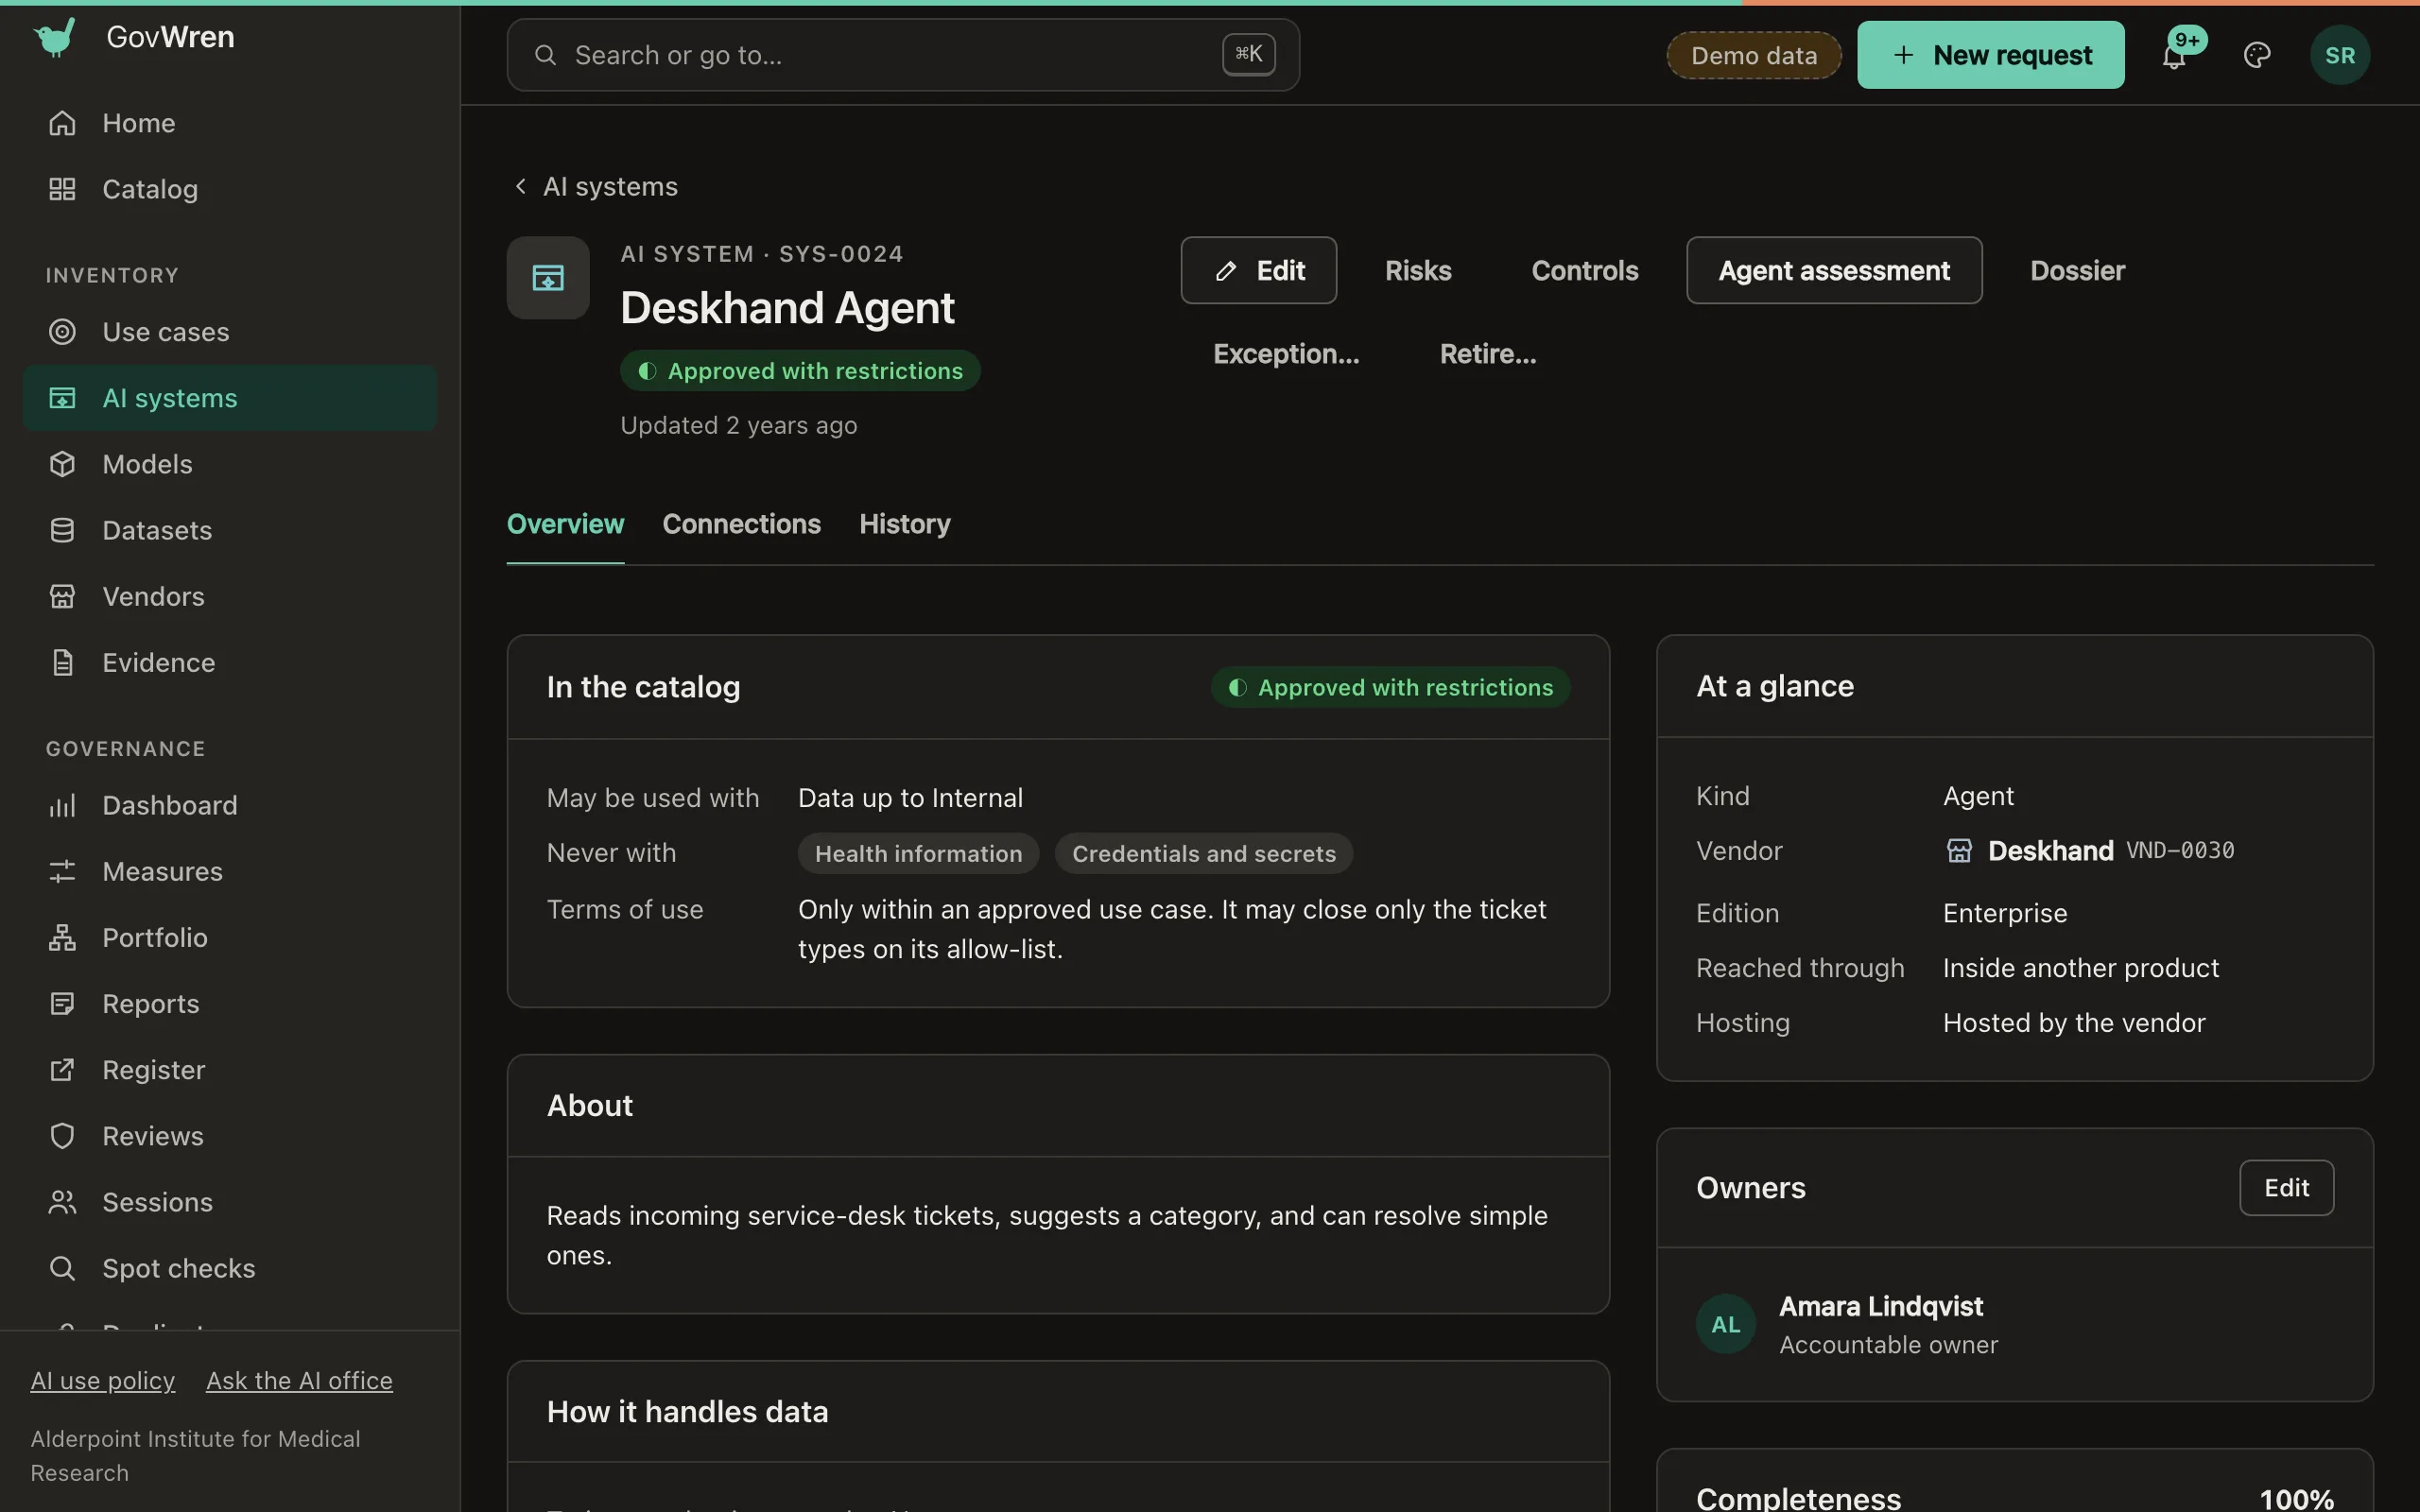 GovWren
Search or go to...
⌘K
Demo data
New request
9+
SR
Home
Catalog
INVENTORY
Use cases
AI systems
Models
Datasets
Vendors
Evidence
GOVERNANCE
Dashboard
Measures
Portfolio
Reports
Register
Reviews
Sessions
Spot checks
AI use policy
Ask the AI office
Alderpoint Institute for Medical
Research
AI systems
AI SYSTEM · SYS-0024
Deskhand Agent
Approved with restrictions
Updated 2 years ago
Edit
Risks
Controls
Agent assessment
Dossier
Exception...
Retire...
Overview
Connections
History
In the catalog
Approved with restrictions
May be used with
Data up to Internal
Never with
Health information
Credentials and secrets
Terms of use
Only within an approved use case. It may close only the ticket
types on its allow-list.
About
Reads incoming service-desk tickets, suggests a category, and can resolve simple
ones.
How it handles data
At a glance
Kind
Agent
Vendor
Deskhand VND-0030
Edition
Enterprise
Reached through
Inside another product
Hosting
Hosted by the vendor
Owners
Edit
AL
Amara Lindqvist
Accountable owner
Completeness
100%